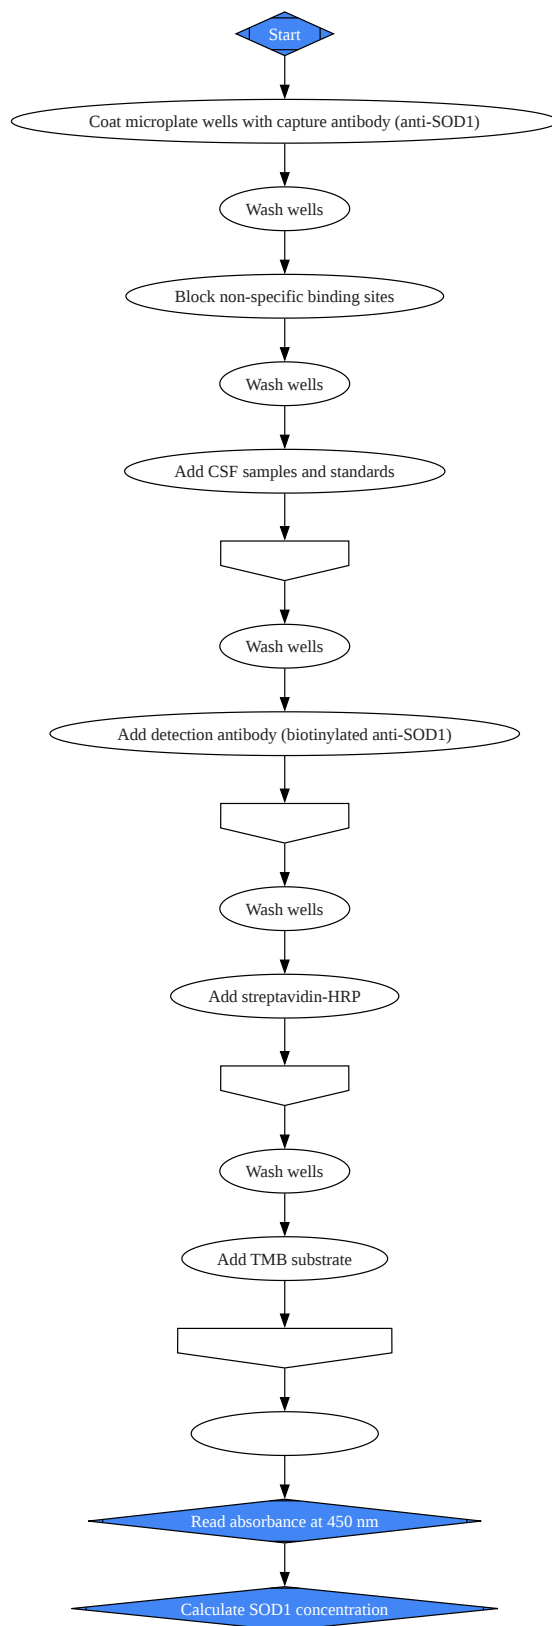 Start
Coat microplate wells with capture antibody (anti-SOD1)
Wash wells
Block non-specific binding sites
Wash wells
Add CSF samples and standards
Wash wells
Add detection antibody (biotinylated anti-SOD1)
Wash wells
Add streptavidin-HRP
Wash wells
Add TMB substrate
Read absorbance at 450 nm
Calculate SOD1 concentration